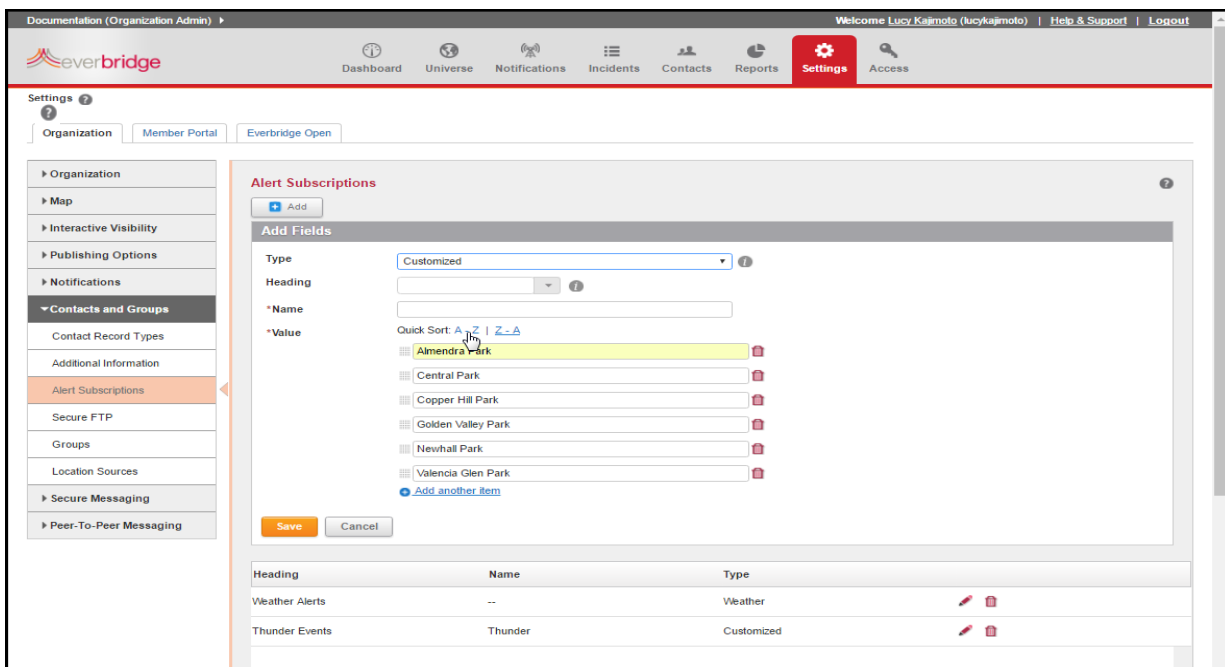 Documentation (Organization Admin)
Welcome Lucy Kajimoto (lucykajimoto) | Help & Support | Logout
everbridge
Dashboard Universe Notifications Incidents Contacts Reports Settings Access
Settings
Organization Member Portal Everbridge Open
Organization
Map
Interactive Visibility
Publishing Options
Notifications
Contacts and Groups
Contact Record Types
Additional Information
Alert Subscriptions
Secure FTP
Groups
Location Sources
Secure Messaging
Peer-To-Peer Messaging
Alert Subscriptions
Add
Add Fields
Type Customized
Heading
*Name
*Value Quick Sort: A - Z | Z - A
Almendra Park
Central Park
Copper Hill Park
Golden Valley Park
Newhall Park
Valencia Glen Park
Add another item
Save Cancel
Heading Name Type
Weather Alerts -- Weather
Thunder Events Thunder Customized